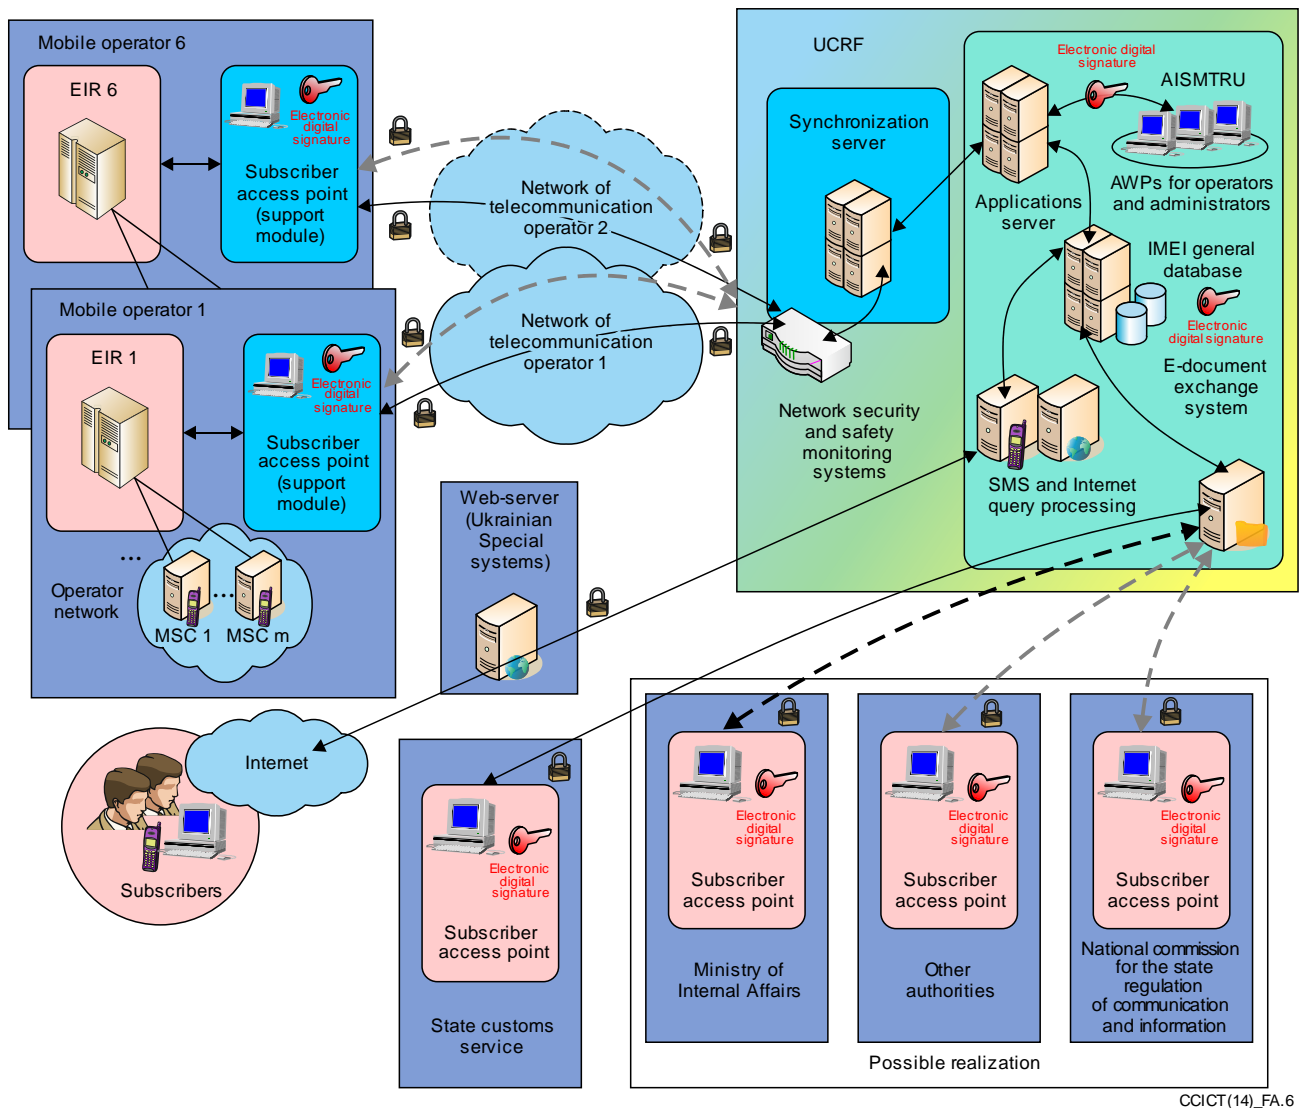 Mobile operator 6
EIR 6
Electronic
digital
signature
Subscriber
access point
(support
module)
Mobile operator 1
EIR 1
Electronic
digital
signature
Subscriber
access point
(support
module)
...
Operator
network
...
MSC 1
MSC m
Network of
telecommunication
operator 2
Network of
telecommunication
operator 1
UCRF
Synchronization
server
Network security
and safety
monitoring
systems
Electronic digital
signature
AISMTRU
AWPs for operators
and administrators
Applications
server
IMEI general
database
Electronic
digital signature
E-document
exchange
system
SMS and Internet
query processing
Web-server
(Ukrainian
Special
systems)
Internet
Subscribers
Electronic
digital
signature
Subscriber
access point
State customs
service
Electronic
digital
signature
Subscriber
access point
Ministry of
Internal Affairs
Electronic
digital
signature
Subscriber
access point
Other
authorities
Electronic
digital
signature
Subscriber
access point
National commission
for the state
regulation
of communication
and information
Possible realization
CCICT(14)_FA.6